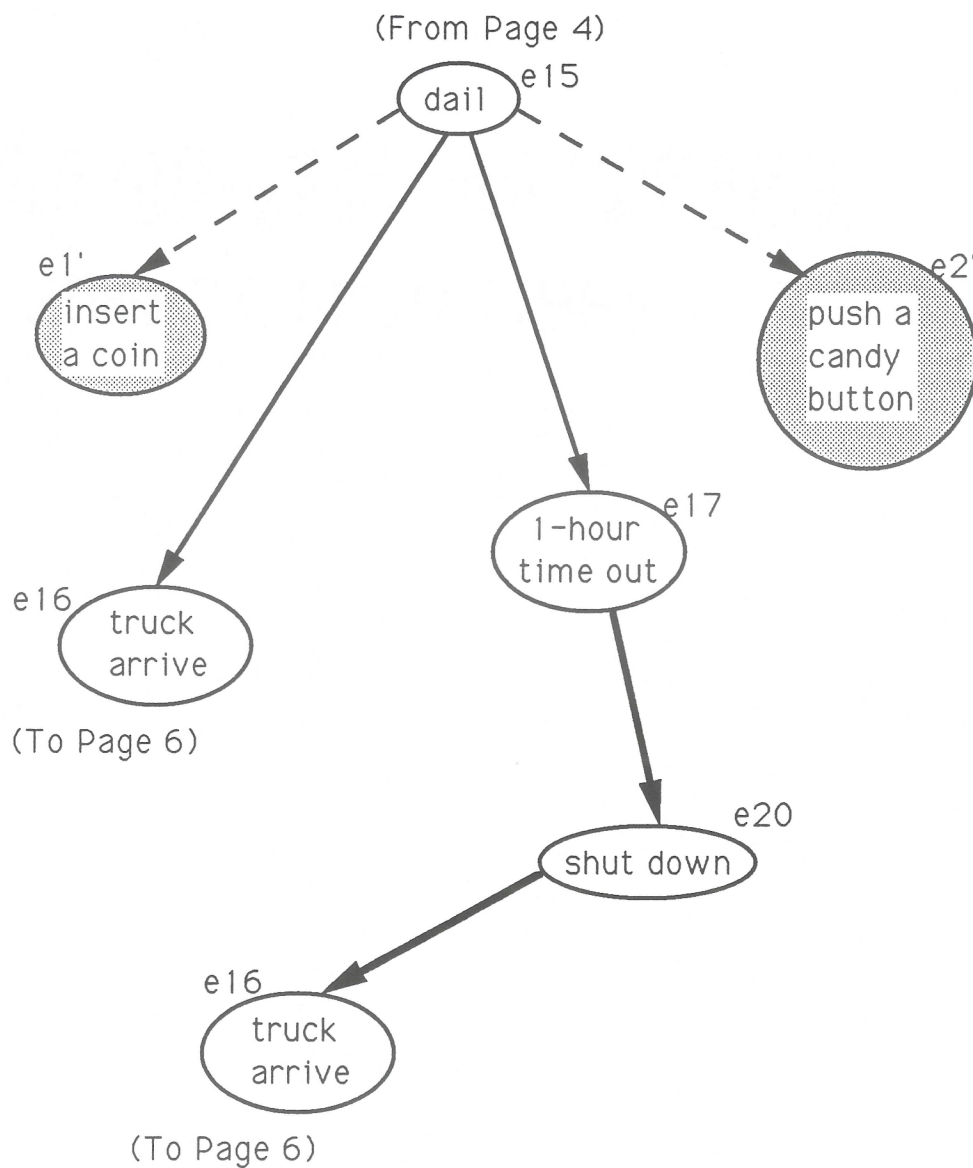 (From Page 4)
e15
dail
e1'
insert
a coin
e2'
push a
candy
button
e17
1-hour
time out
e16
truck
arrive
(To Page 6)
e20
shut down
e16
truck
arrive
(To Page 6)